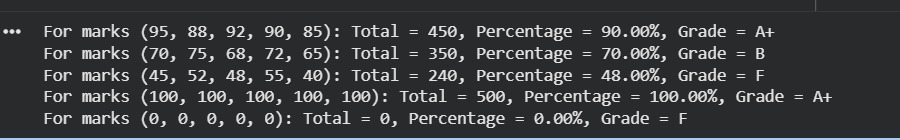 For marks (95, 88, 92, 90, 85): Total = 450, Percentage = 90.00%, Grade = A+
For marks (70, 75, 68, 72, 65): Total = 350, Percentage = 70.00%, Grade = B
For marks (45, 52, 48, 55, 40): Total = 240, Percentage = 48.00%, Grade = F
For marks (100, 100, 100, 100, 100): Total = 500, Percentage = 100.00%, Grade = A+
For marks (0, 0, 0, 0, 0): Total = 0, Percentage = 0.00%, Grade = F